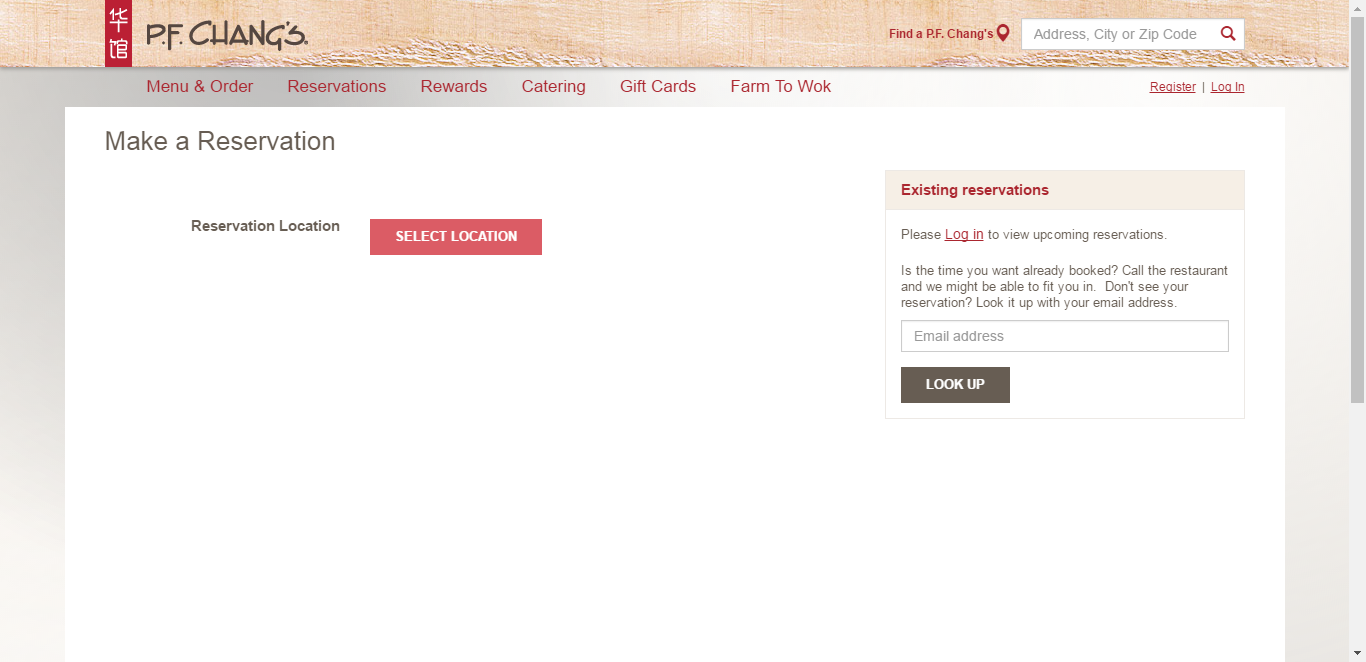 华
馆
P.F. CHANG'S.
Find a P.F. Chang's
Address, City or Zip Code
Menu & Order Reservations Rewards Catering Gift Cards Farm To Wok
Register | Log In
Make a Reservation
Reservation Location
SELECT LOCATION
Existing reservations
Please Log in to view upcoming reservations.
Is the time you want already booked? Call the restaurant
and we might be able to fit you in.  Don't see your
reservation? Look it up with your email address.
Email address
LOOK UP